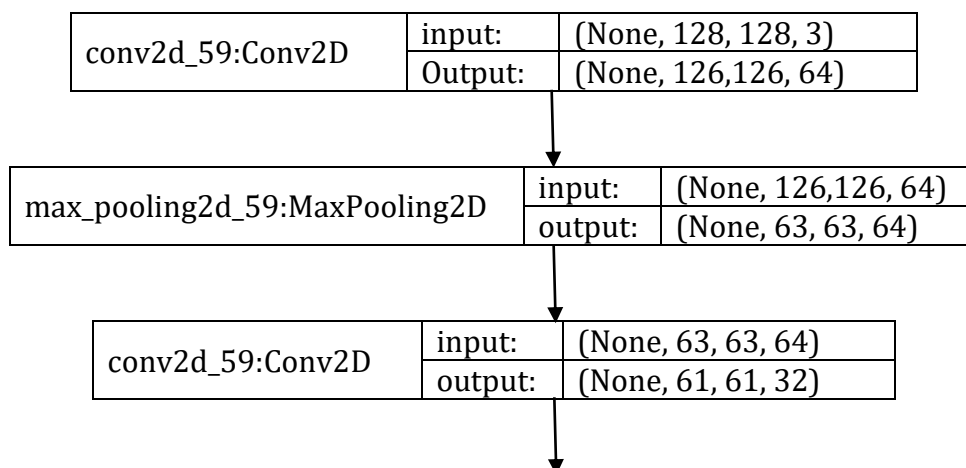 conv2d_59:Conv2D
input: (None, 128, 128, 3)
Output: (None, 126,126, 64)
max_pooling2d_59:MaxPooling2D
input: (None, 126,126, 64)
output: (None, 63, 63, 64)
conv2d_59:Conv2D
input: (None, 63, 63, 64)
output: (None, 61, 61, 32)